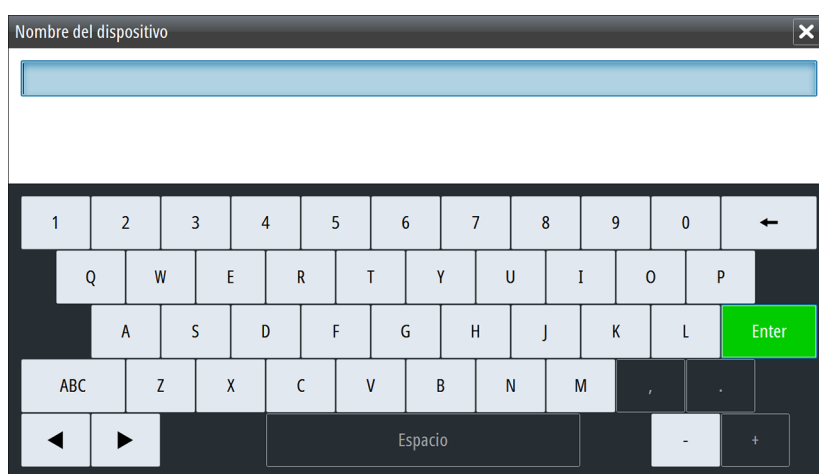 Nombre del dispositivo
1 2 3 4 5 6 7 8 9 0
Q W E R T Y U I O P
A S D F G H J K L Enter
ABC Z X C V B N M , .
Espacio - +